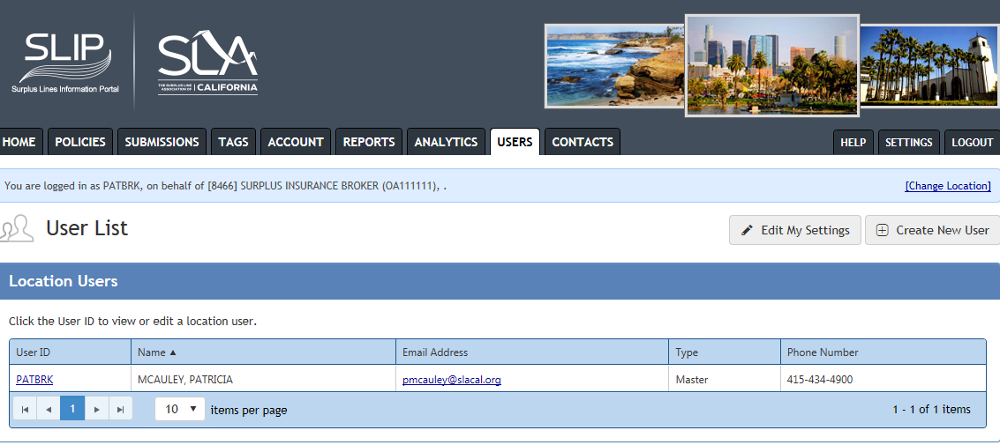 SLIP
Surplus Lines Information Portal
SLA
THE SURPLUS LINE
ASSOCIATION OF | CALIFORNIA
HOME POLICIES SUBMISSIONS TAGS ACCOUNT REPORTS ANALYTICS USERS CONTACTS HELP SETTINGS LOGOUT
You are logged in as PATBRK, on behalf of [8466] SURPLUS INSURANCE BROKER (OA111111), . [Change Location]
User List Edit My Settings Create New User
Location Users
Click the User ID to view or edit a location user.
User ID Name ▲ Email Address Type Phone Number
PATBRK MCAULEY, PATRICIA pmcauley@slacal.org Master 415-434-4900
1 10 ▼ items per page 1 - 1 of 1 items